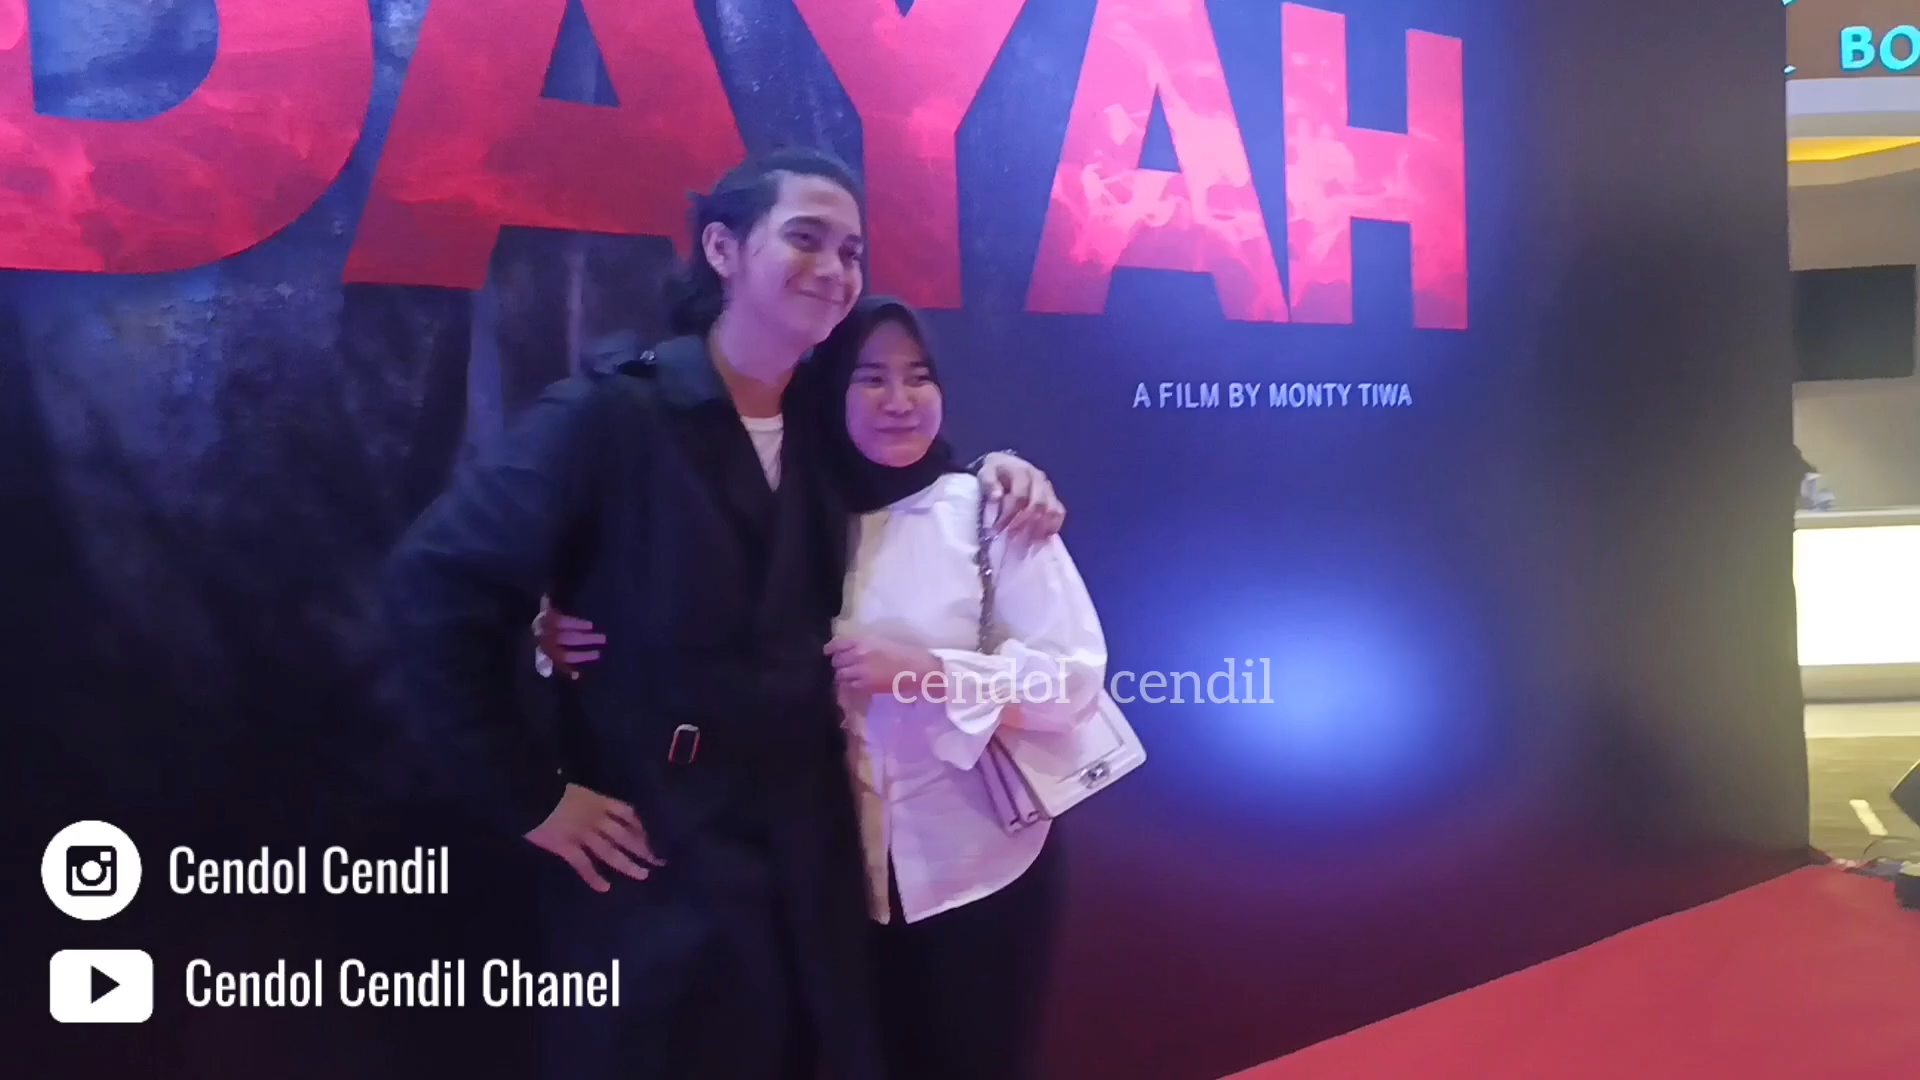 DAYAH
BO
A FILM BY MONTY TIWA
cendol cendil
Cendol Cendil
Cendol Cendil Chanel